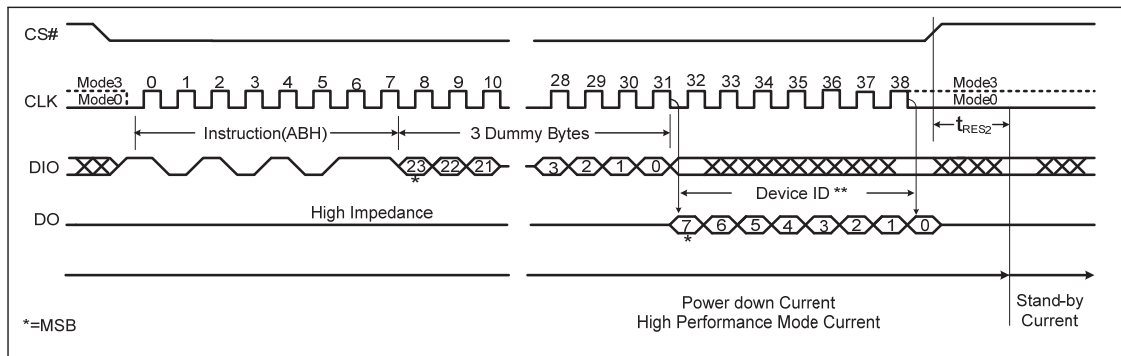 CS#
Mode3 0 1 2 3 4 5 6 7 8 9 10 28 29 30 31 32 33 34 35 36 37 38 Mode3
CLK Mode0 Mode0
Instruction(ABH) 3 Dummy Bytes tRES2
DIO 23 22 21 3 2 1 0
*
Device ID **
High Impedance
DO 7 6 5 4 3 2 1 0
*
Power down Current Stand-by
High Performance Mode Current Current
*=MSB